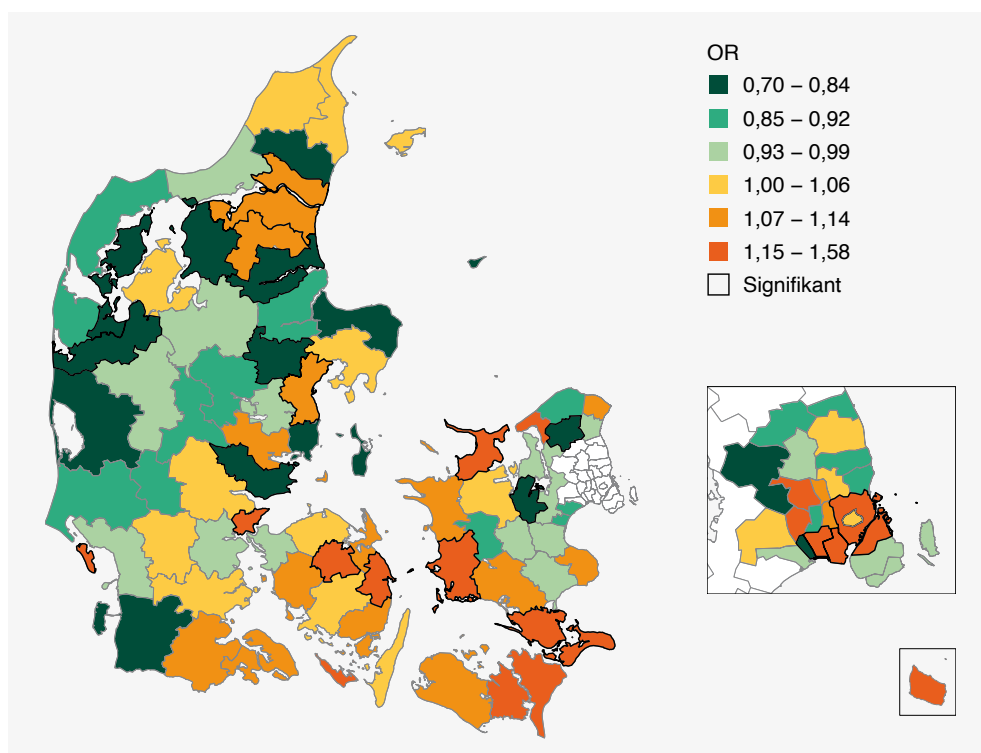 OR
0,70 – 0,84
0,85 – 0,92
0,93 – 0,99
1,00 – 1,06
1,07 – 1,14
1,15 – 1,58
Signifikant